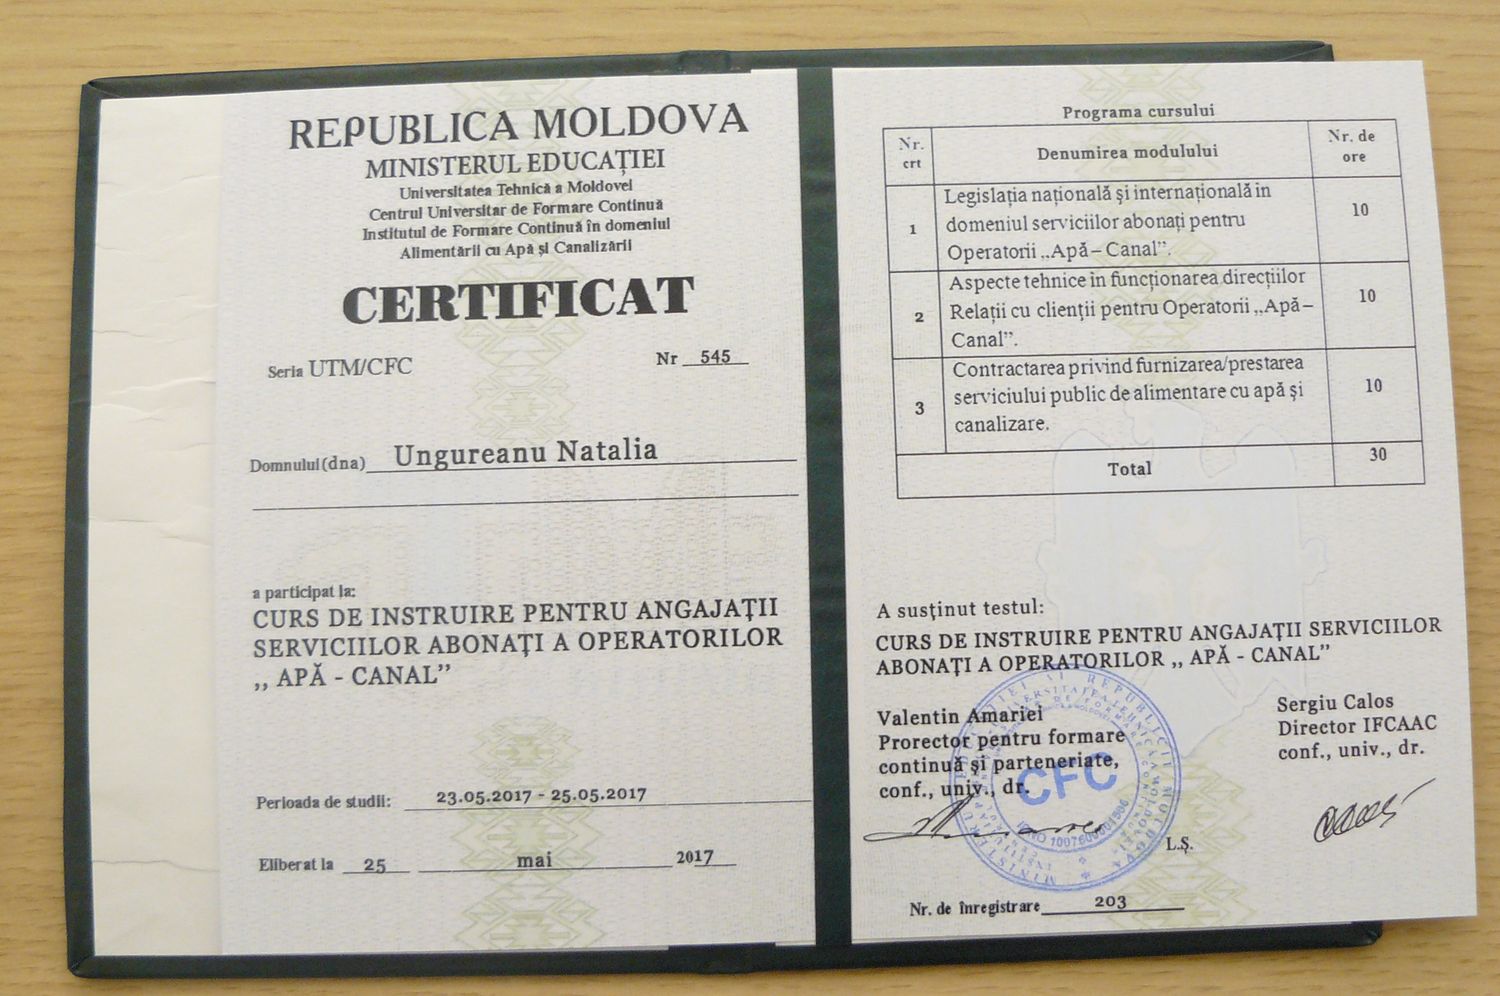 REPUBLICA MOLDOVA
MINISTERUL EDUCAȚIEI
Universitatea Tehnică a Moldovei
Centrul Universitar de Formare Continuă
Institutul de Formare Continuă în domeniul
Alimentării cu Apă și Canalizării
CERTIFICAT
Seria UTM/CFC Nr 545
Domnului(dna) Ungureanu Natalia
a participat la:
CURS DE INSTRUIRE PENTRU ANGAJAȚII
SERVICIILOR ABONAȚI A OPERATORILOR
,, APĂ - CANAL”
Perioada de studii: 23.05.2017 - 25.05.2017
Eliberat la 25 mai 2017
Programa cursului
Nr. crt Denumirea modulului Nr. de ore
1 Legislația națională și internațională in
domeniul serviciilor abonați pentru
Operatorii „Apă – Canal”. 10
2 Aspecte tehnice în funcționarea direcțiilor
Relații cu clienții pentru Operatorii „Apă –
Canal”. 10
3 Contractarea privind furnizarea/prestarea
serviciului public de alimentare cu apă și
canalizare. 10
Total 30
A susținut testul:
CURS DE INSTRUIRE PENTRU ANGAJAȚII SERVICIILOR
ABONAȚI A OPERATORILOR ,, APĂ - CANAL”
Valentin Amariei
Prorector pentru formare
continuă și parteneriate,
conf., univ., dr.
Sergiu Calos
Director IFCAAC
conf., univ., dr.
CFC
L.Ș.
Nr. de înregistrare 203